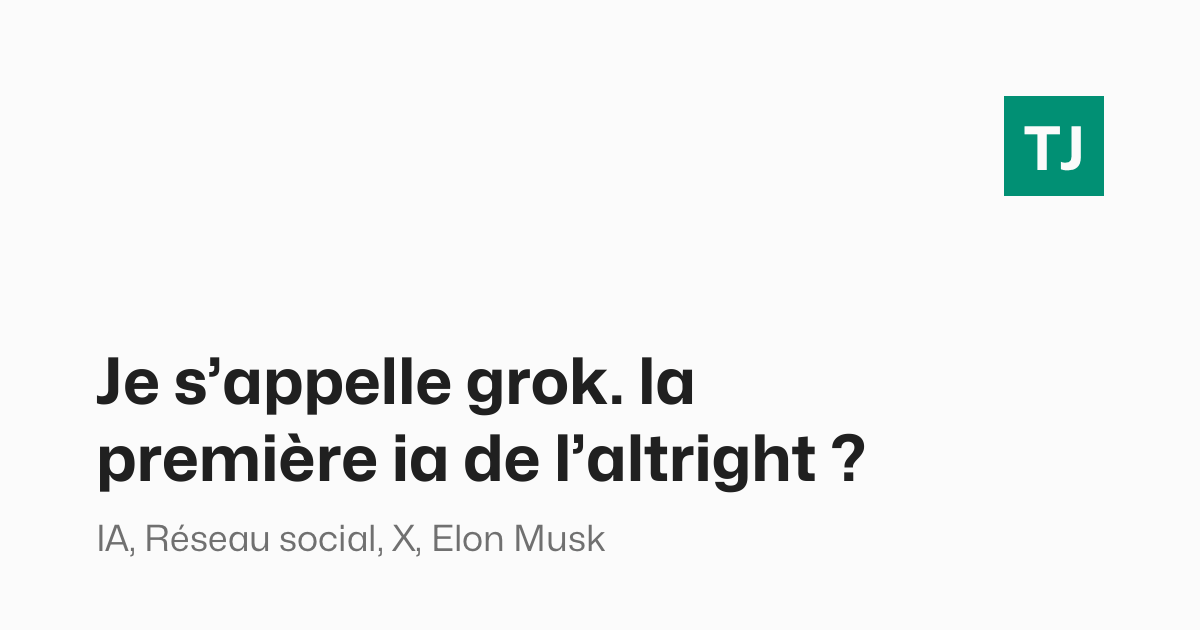 TJ
Je s’appelle grok. la
première ia de l’altright ?
IA, Réseau social, X, Elon Musk